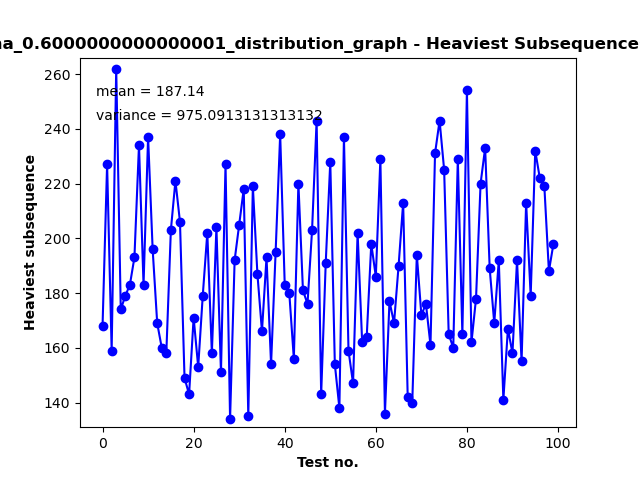 a_0.6000000000000001_distribution_graph - Heaviest Subsequence
mean = 187.14
variance = 975.0913131313132
260
240
220
200
180
160
140
Heaviest subsequence
0 20 40 60 80 100
Test no.